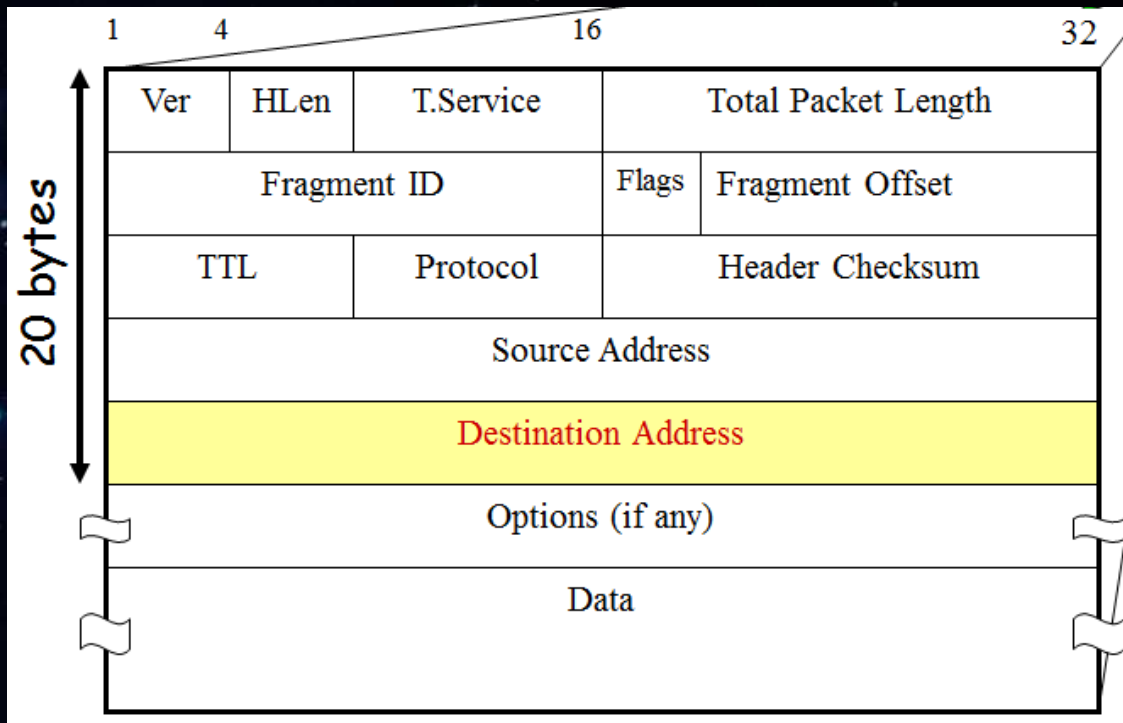 1 4 16 32
Ver HLen T.Service Total Packet Length
Fragment ID Flags Fragment Offset
TTL Protocol Header Checksum
20 bytes
Source Address
Destination Address
Options (if any)
Data